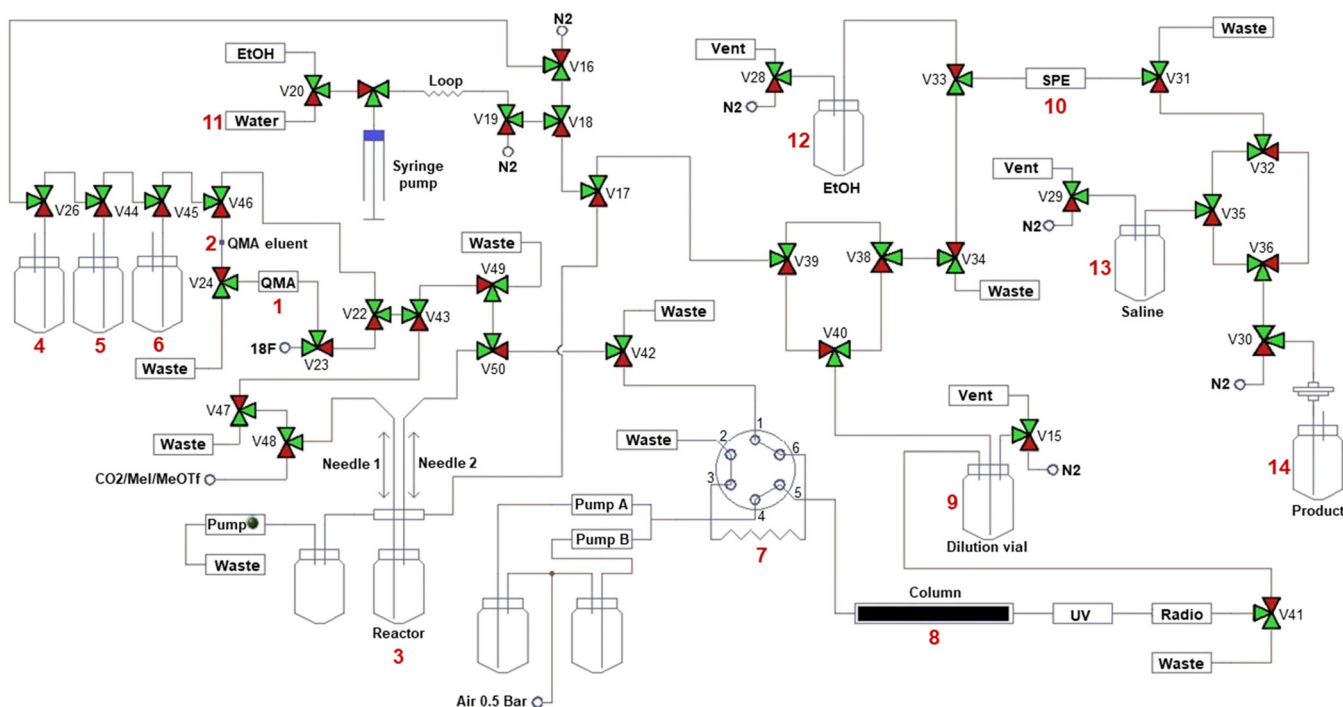 N2
EtOH
V16
Vent
Waste
V20
Loop
V28
V33
SPE
V31
11
Water
V19
V18
N2
10
N2
12
Syringe
pump
EtOH
Vent
V32
V17
V29
V26
V44
V45
V46
N2
V35
2
QMA eluent
Waste
V39
V38
V34
13
V36
V24
QMA
V49
Waste
Saline
1
V22
V43
Waste
4
5
6
18F
V23
V50
V42
V40
V30
Waste
N2
Vent
V47
1
Waste
V48
Waste
2
6
V15
Needle 1
Needle 2
3
5
N2
CO2/MeI/MeOTf
4
14
Pump
Pump A
9
Product
Pump B
7
Dilution vial
Waste
Column
Reactor
UV
Radio
V41
3
8
Waste
Air 0.5 Bar